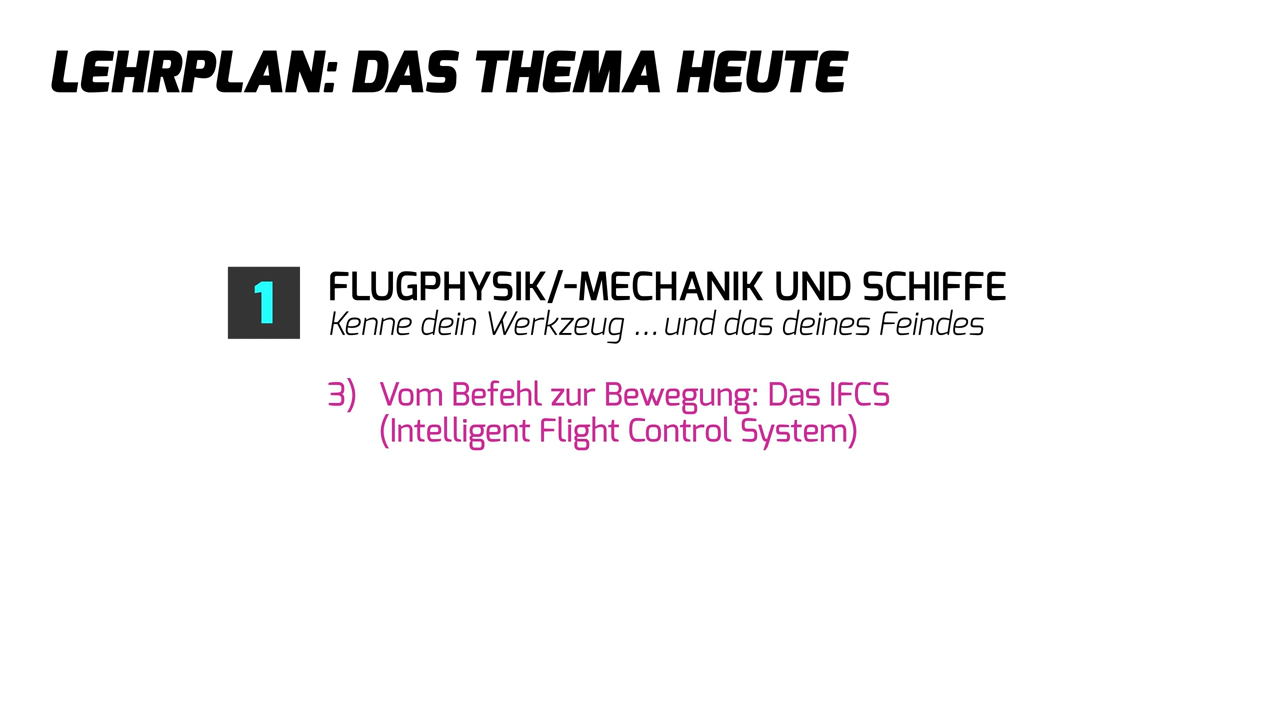 LEHRPLAN: DAS THEMA HEUTE
1
FLUGPHYSIK/-MECHANIK UND SCHIFFE
Kenne dein Werkzeug ... und das deines Feindes
3) Vom Befehl zur Bewegung: Das IFCS
(Intelligent Flight Control System)